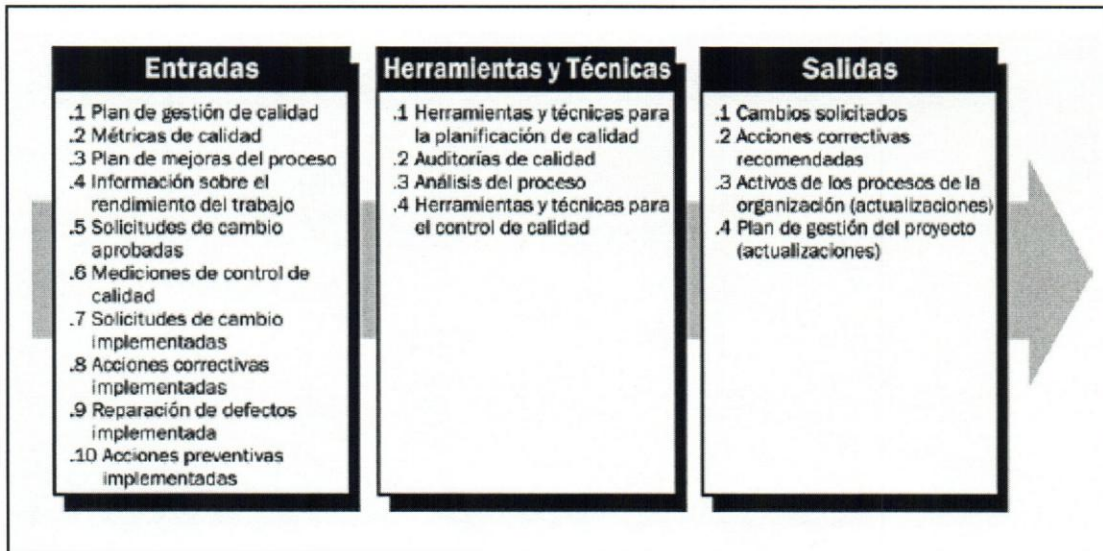 Entradas
.1 Plan de gestión de calidad
.2 Métricas de calidad
.3 Plan de mejoras del proceso
.4 Información sobre el
rendimiento del trabajo
.5 Solicitudes de cambio
aprobadas
.6 Mediciones de control de
calidad
.7 Solicitudes de cambio
implementadas
.8 Acciones correctivas
implementadas
.9 Reparación de defectos
implementada
.10 Acciones preventivas
implementadas
Herramientas y Técnicas
.1 Herramientas y técnicas para
la planificación de calidad
.2 Auditorías de calidad
.3 Análisis del proceso
.4 Herramientas y técnicas para
el control de calidad
Salidas
.1 Cambios solicitados
.2 Acciones correctivas
recomendadas
.3 Activos de los procesos de la
organización (actualizaciones)
.4 Plan de gestión del proyecto
(actualizaciones)